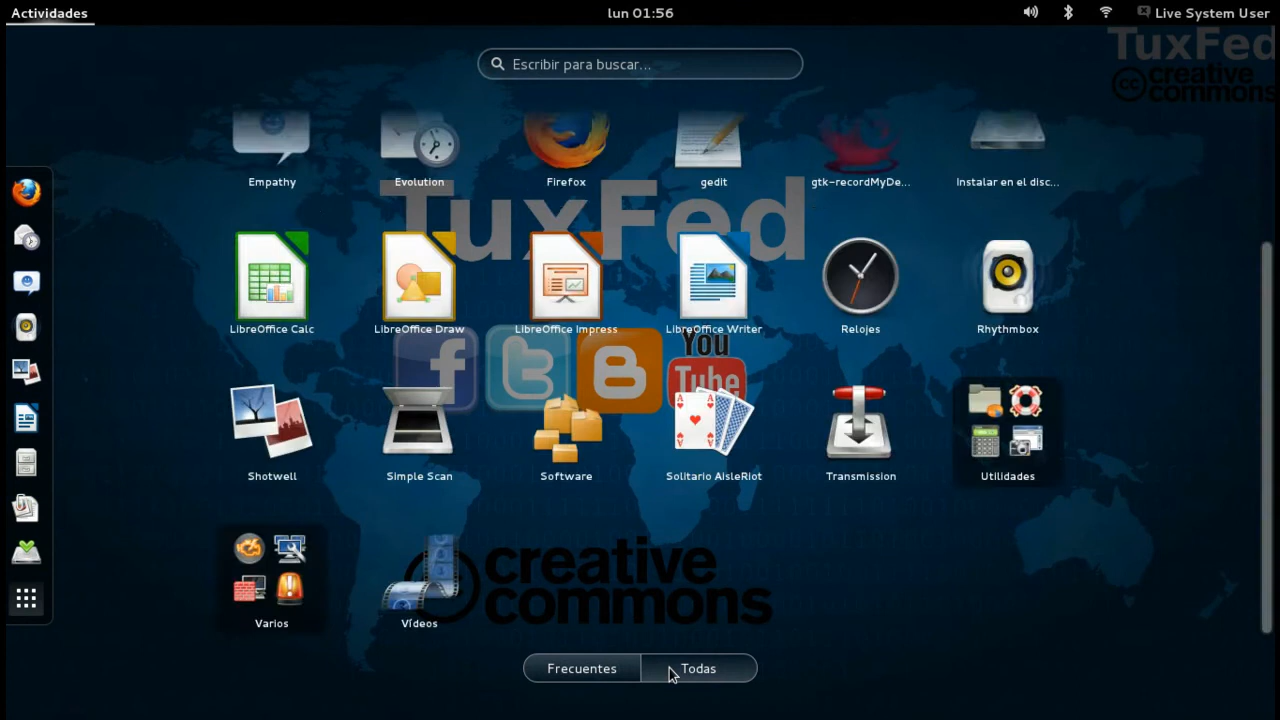 Actividades
lun 01:56
Live System User
TuxFed
cc creative commons
Escribir para buscar...
Empathy
Evolution
Firefox
gedit
gtk-recordMyDe...
Instalar en el disc...
TuxFed
LibreOffice Calc
LibreOffice Draw
LibreOffice Impress
LibreOffice Writer
Relojes
Rhythmbox
You
Tube
Shotwell
Simple Scan
Software
Solitario AisleRiot
Transmission
Utilidades
creative
commons
Varios
Vídeos
Frecuentes
Todas